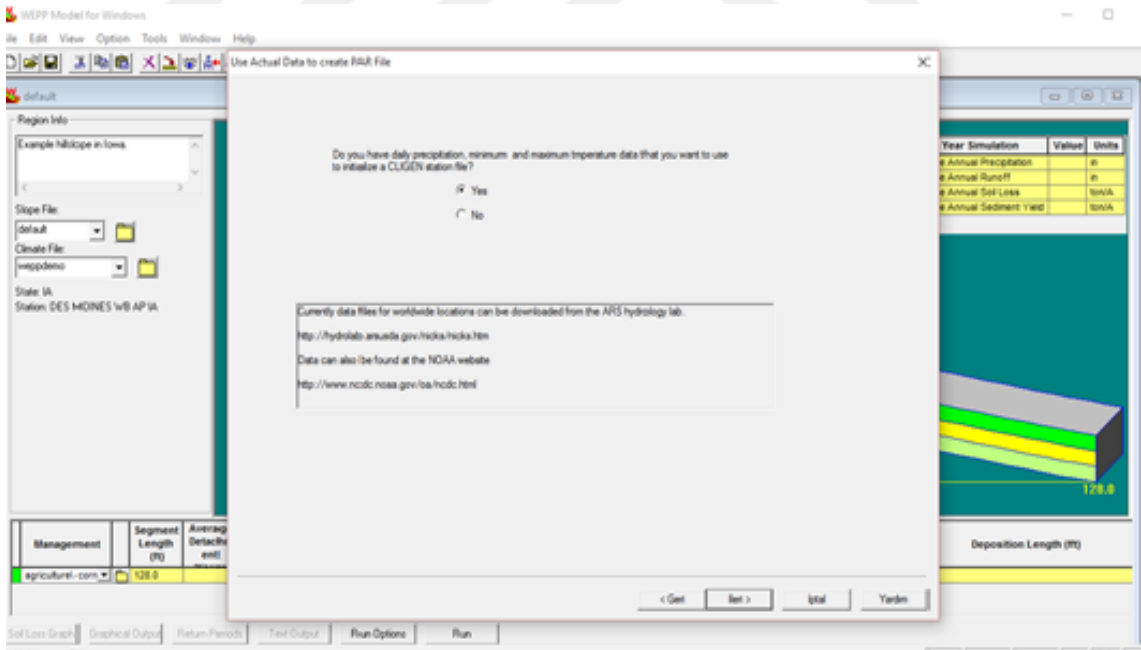 WEPP Model for Windows
ile Edit View Option Tools Window Help
Use Actual Data to create PAR File
default
Region Info
Example hillslope in Iowa.
Slope File:
default
Climate File:
weppdemo
State: IA
Station: DES MOINES WB AP IA
Do you have daily precipitation, minimum and maximum tmperature data that you want to use
to initialize a CLIGEN station file?
Yes
No
Currently data files for worldwide locations can bve downloaded from the ARS hydrology lab.
http://hydrolab.arsusda.gov/nicks/nicks.htm
Data can also be found at the NOAA website
http://www.ncdc.noaa.gov/oa/ncdc.html
Year Simulation Value Units
e Annual Precipitation in
e Annual Runoff in
e Annual Soil Loss ton/A
e Annual Sediment Yield ton/A
128.0
Management Segment Length (ft) Averag Detachm ent
Deposition Length (ft)
agriculturel- corn 128.0
< Geri İleri > İptal Yardım
Soil Loss Graph Graphical Output Return Periods Text Output Run Options Run